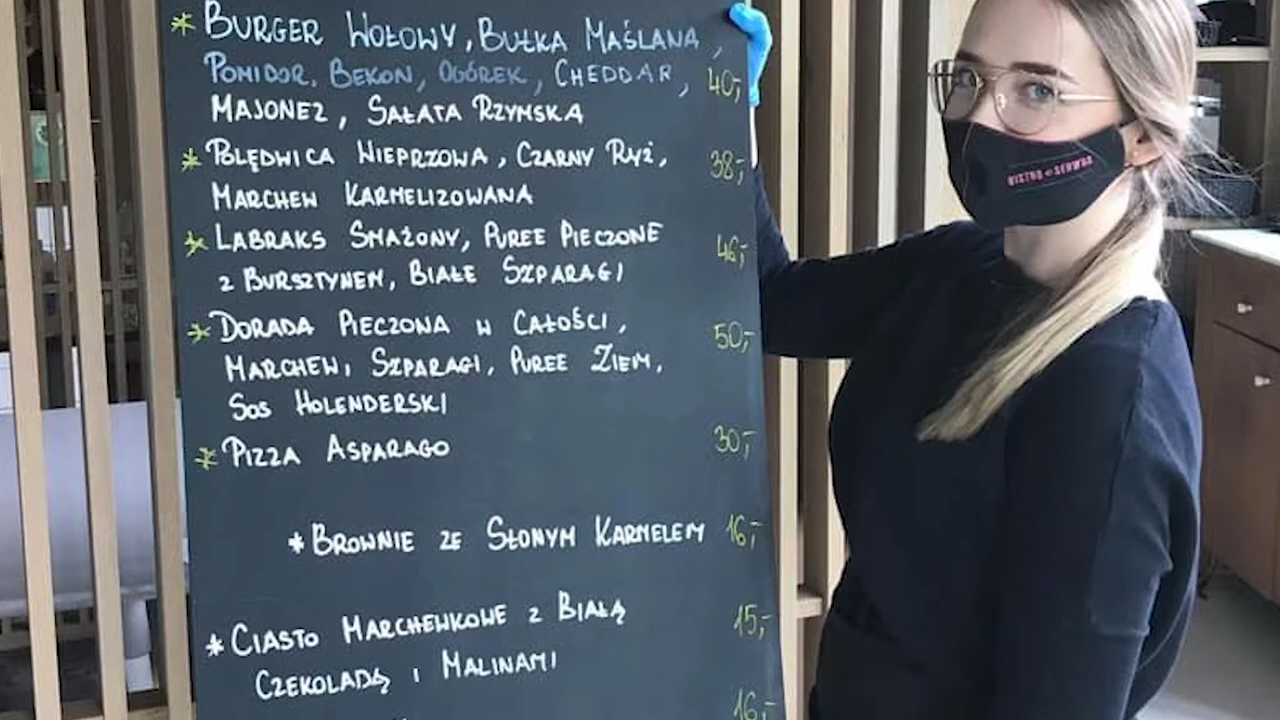 * BURGER WOŁOWY, BUŁKA MAŚLANA,
POMIDOR, BEKON, OGÓREK, CHEDDAR, 40,-
MAJONEZ, SAŁATA RZYMSKA
* POLĘDWICA WIEPRZOWA, CZARNY RYŻ, 38,-
MARCHEW KARMELIZOWANA
* LABRAKS SMAŻONY, PUREE PIECZONE 46,-
Z BURSZTYNEM, BIAŁE SZPARAGI
* DORADA PIECZONA W CAŁOŚCI, 50,-
MARCHEW, SZPARAGI, PUREE ZIEM,
SOS HOLENDERSKI
* PIZZA ASPARAGO 30,-
* BROWNIE ZE SŁONYM KARMELEM 16,-
* CIASTO MARCHEWKOWE Z BIAŁĄ 15,-
CZEKOLADĄ I MALINAMI
16,-
BISTRO